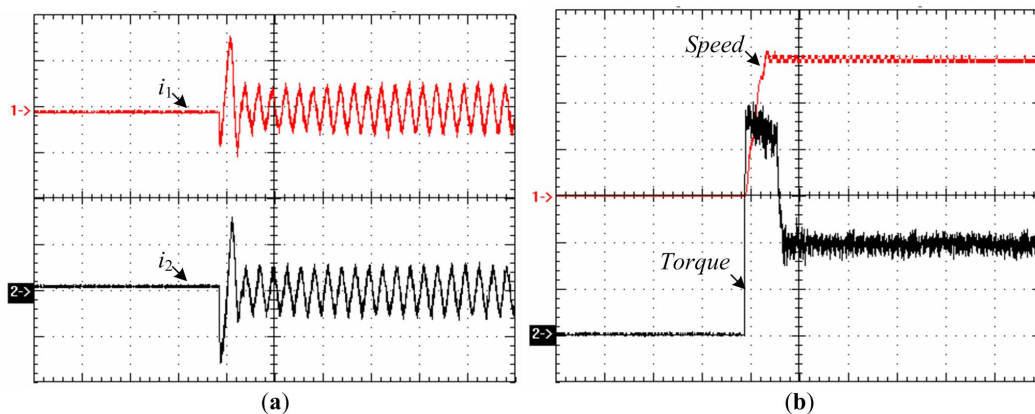 i1
1->
i2
2->
(a)
Speed
1->
Torque
2->
(b)